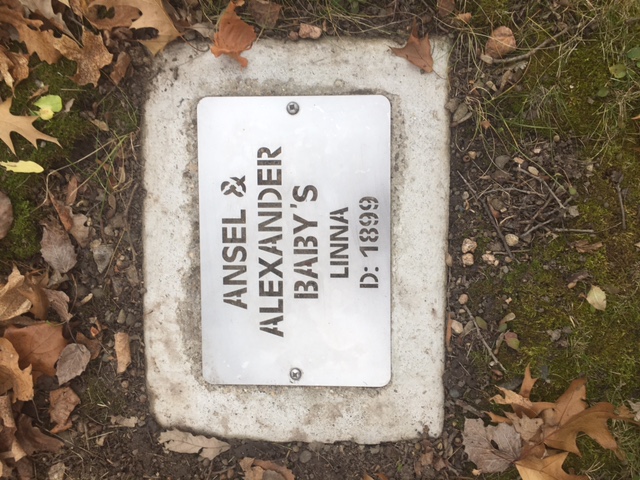 ANSEL &
ALEXANDER
BABY'S
LINNA
D: 1899